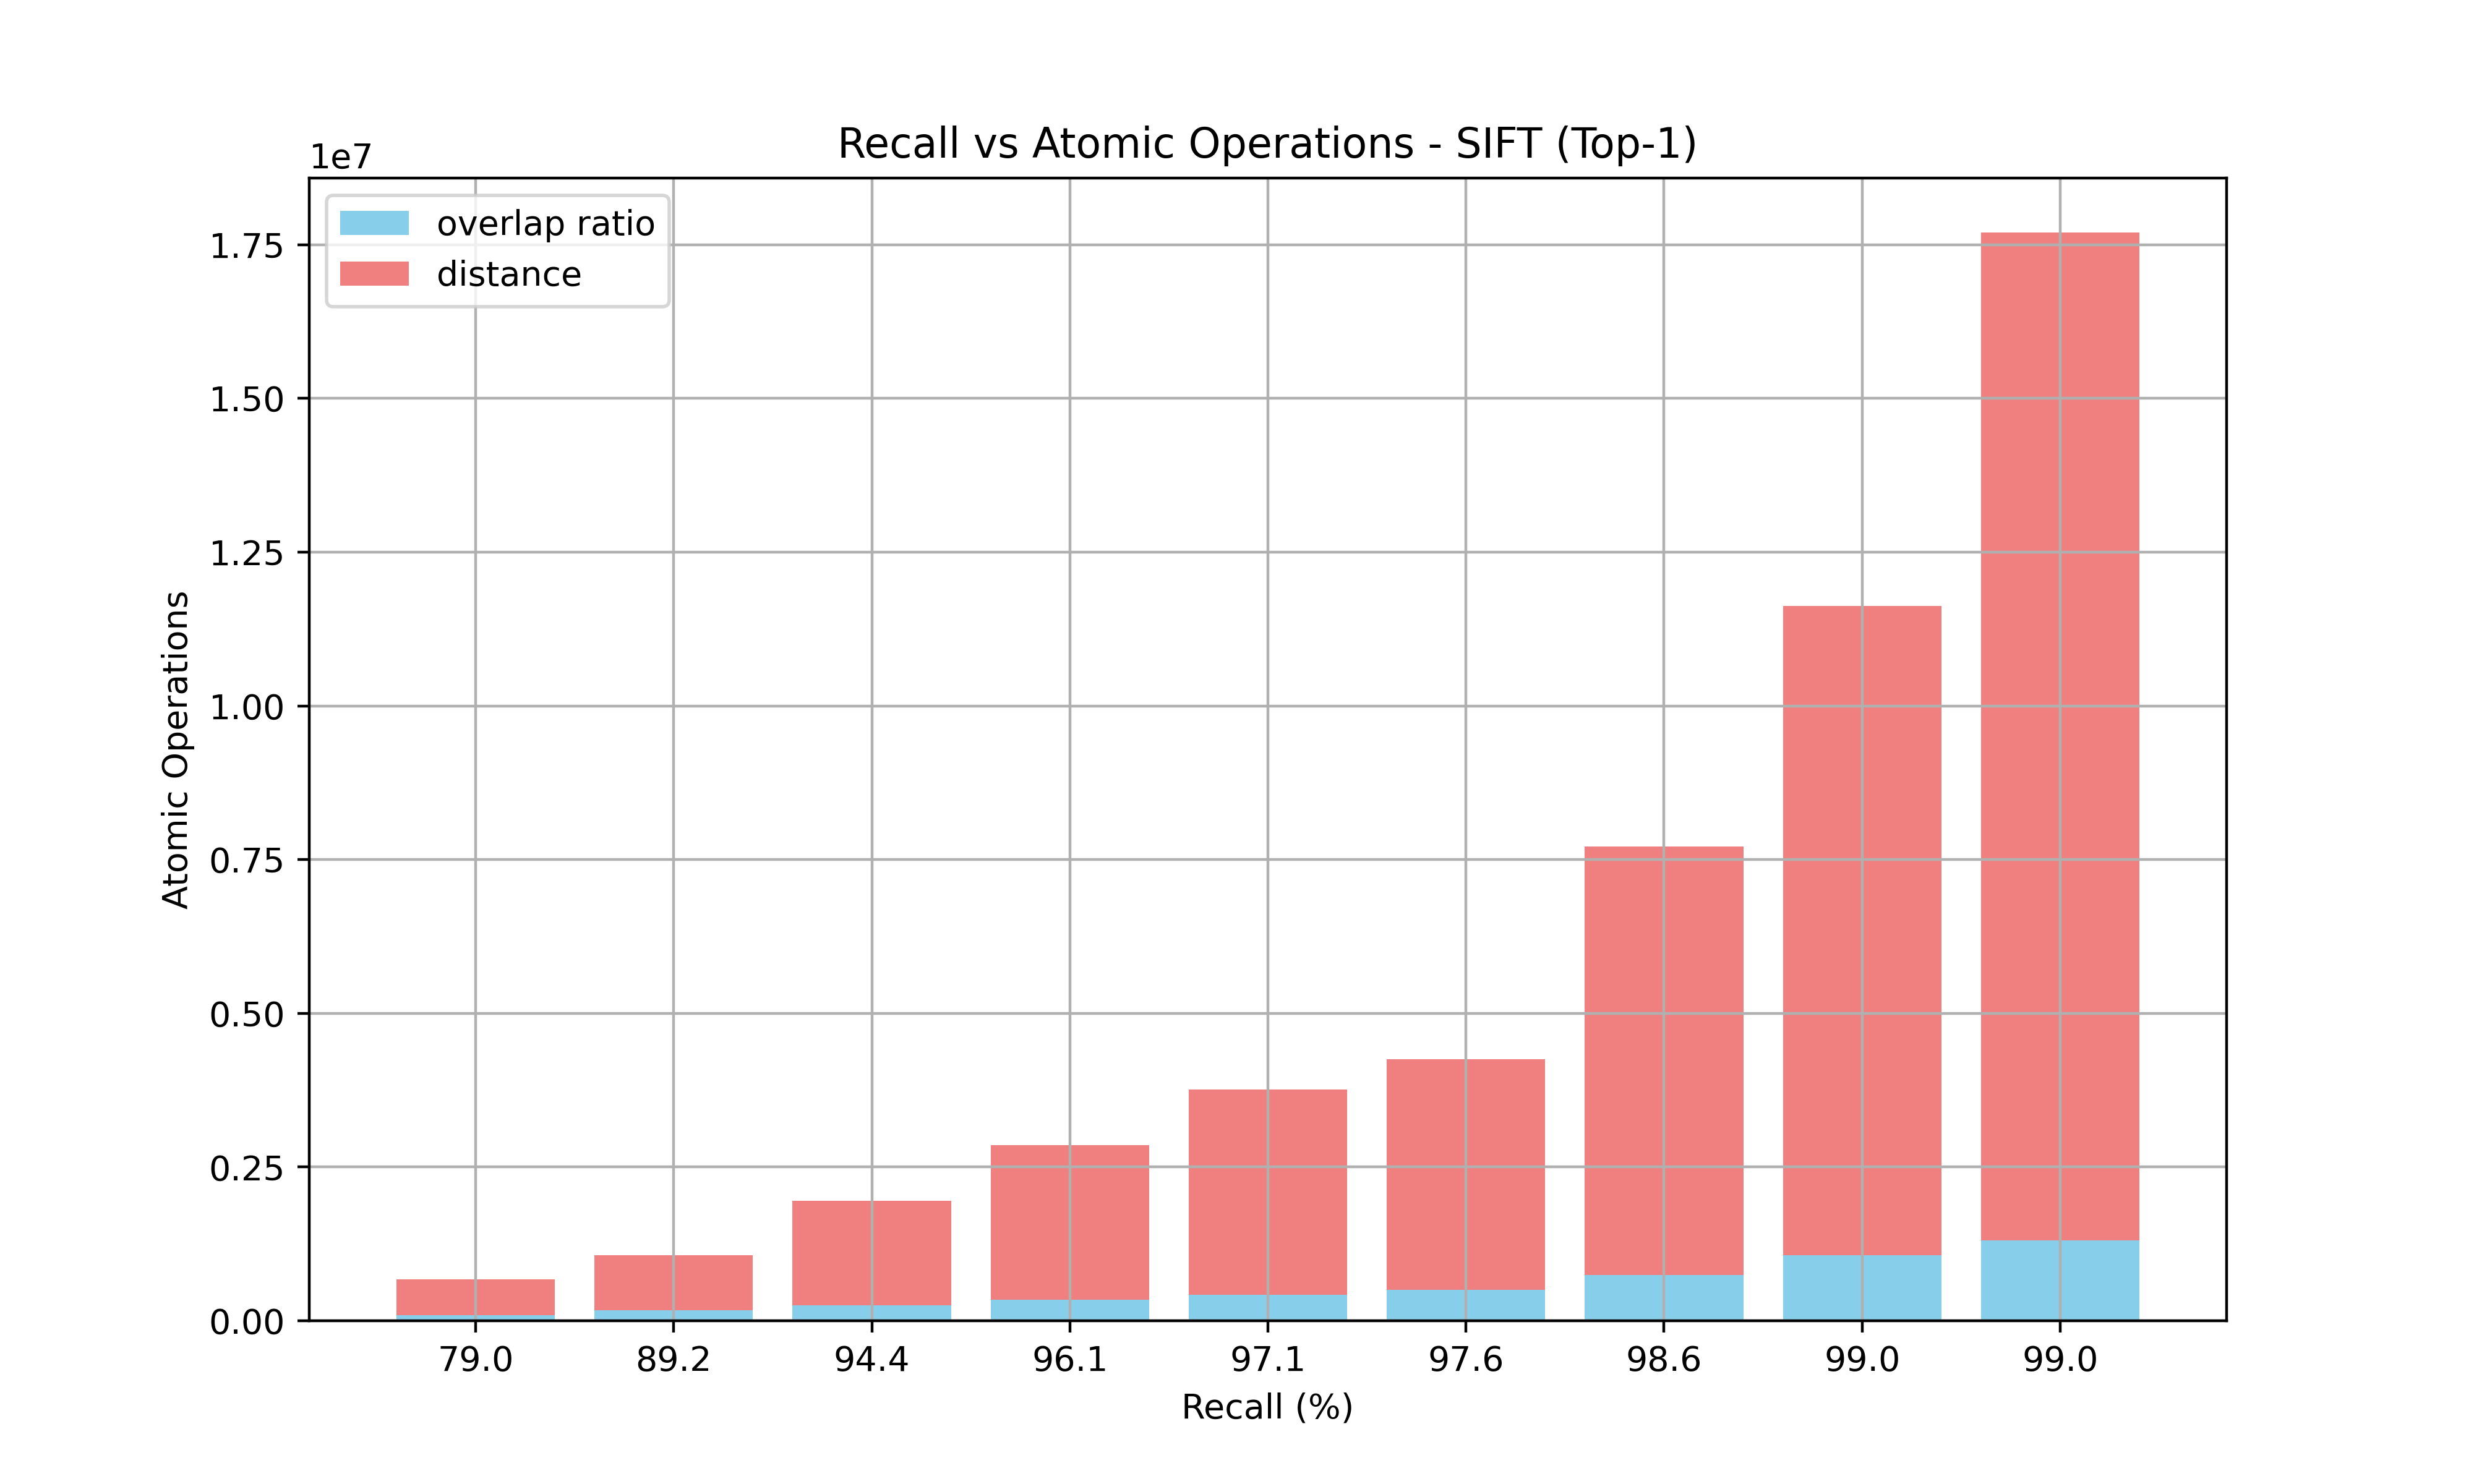 Recall vs Atomic Operations - SIFT (Top-1)
1e7
overlap ratio
distance
1.75
1.50
1.25
1.00
0.75
0.50
0.25
0.00
Atomic Operations
79.0 89.2 94.4 96.1 97.1 97.6 98.6 99.0 99.0
Recall (%)